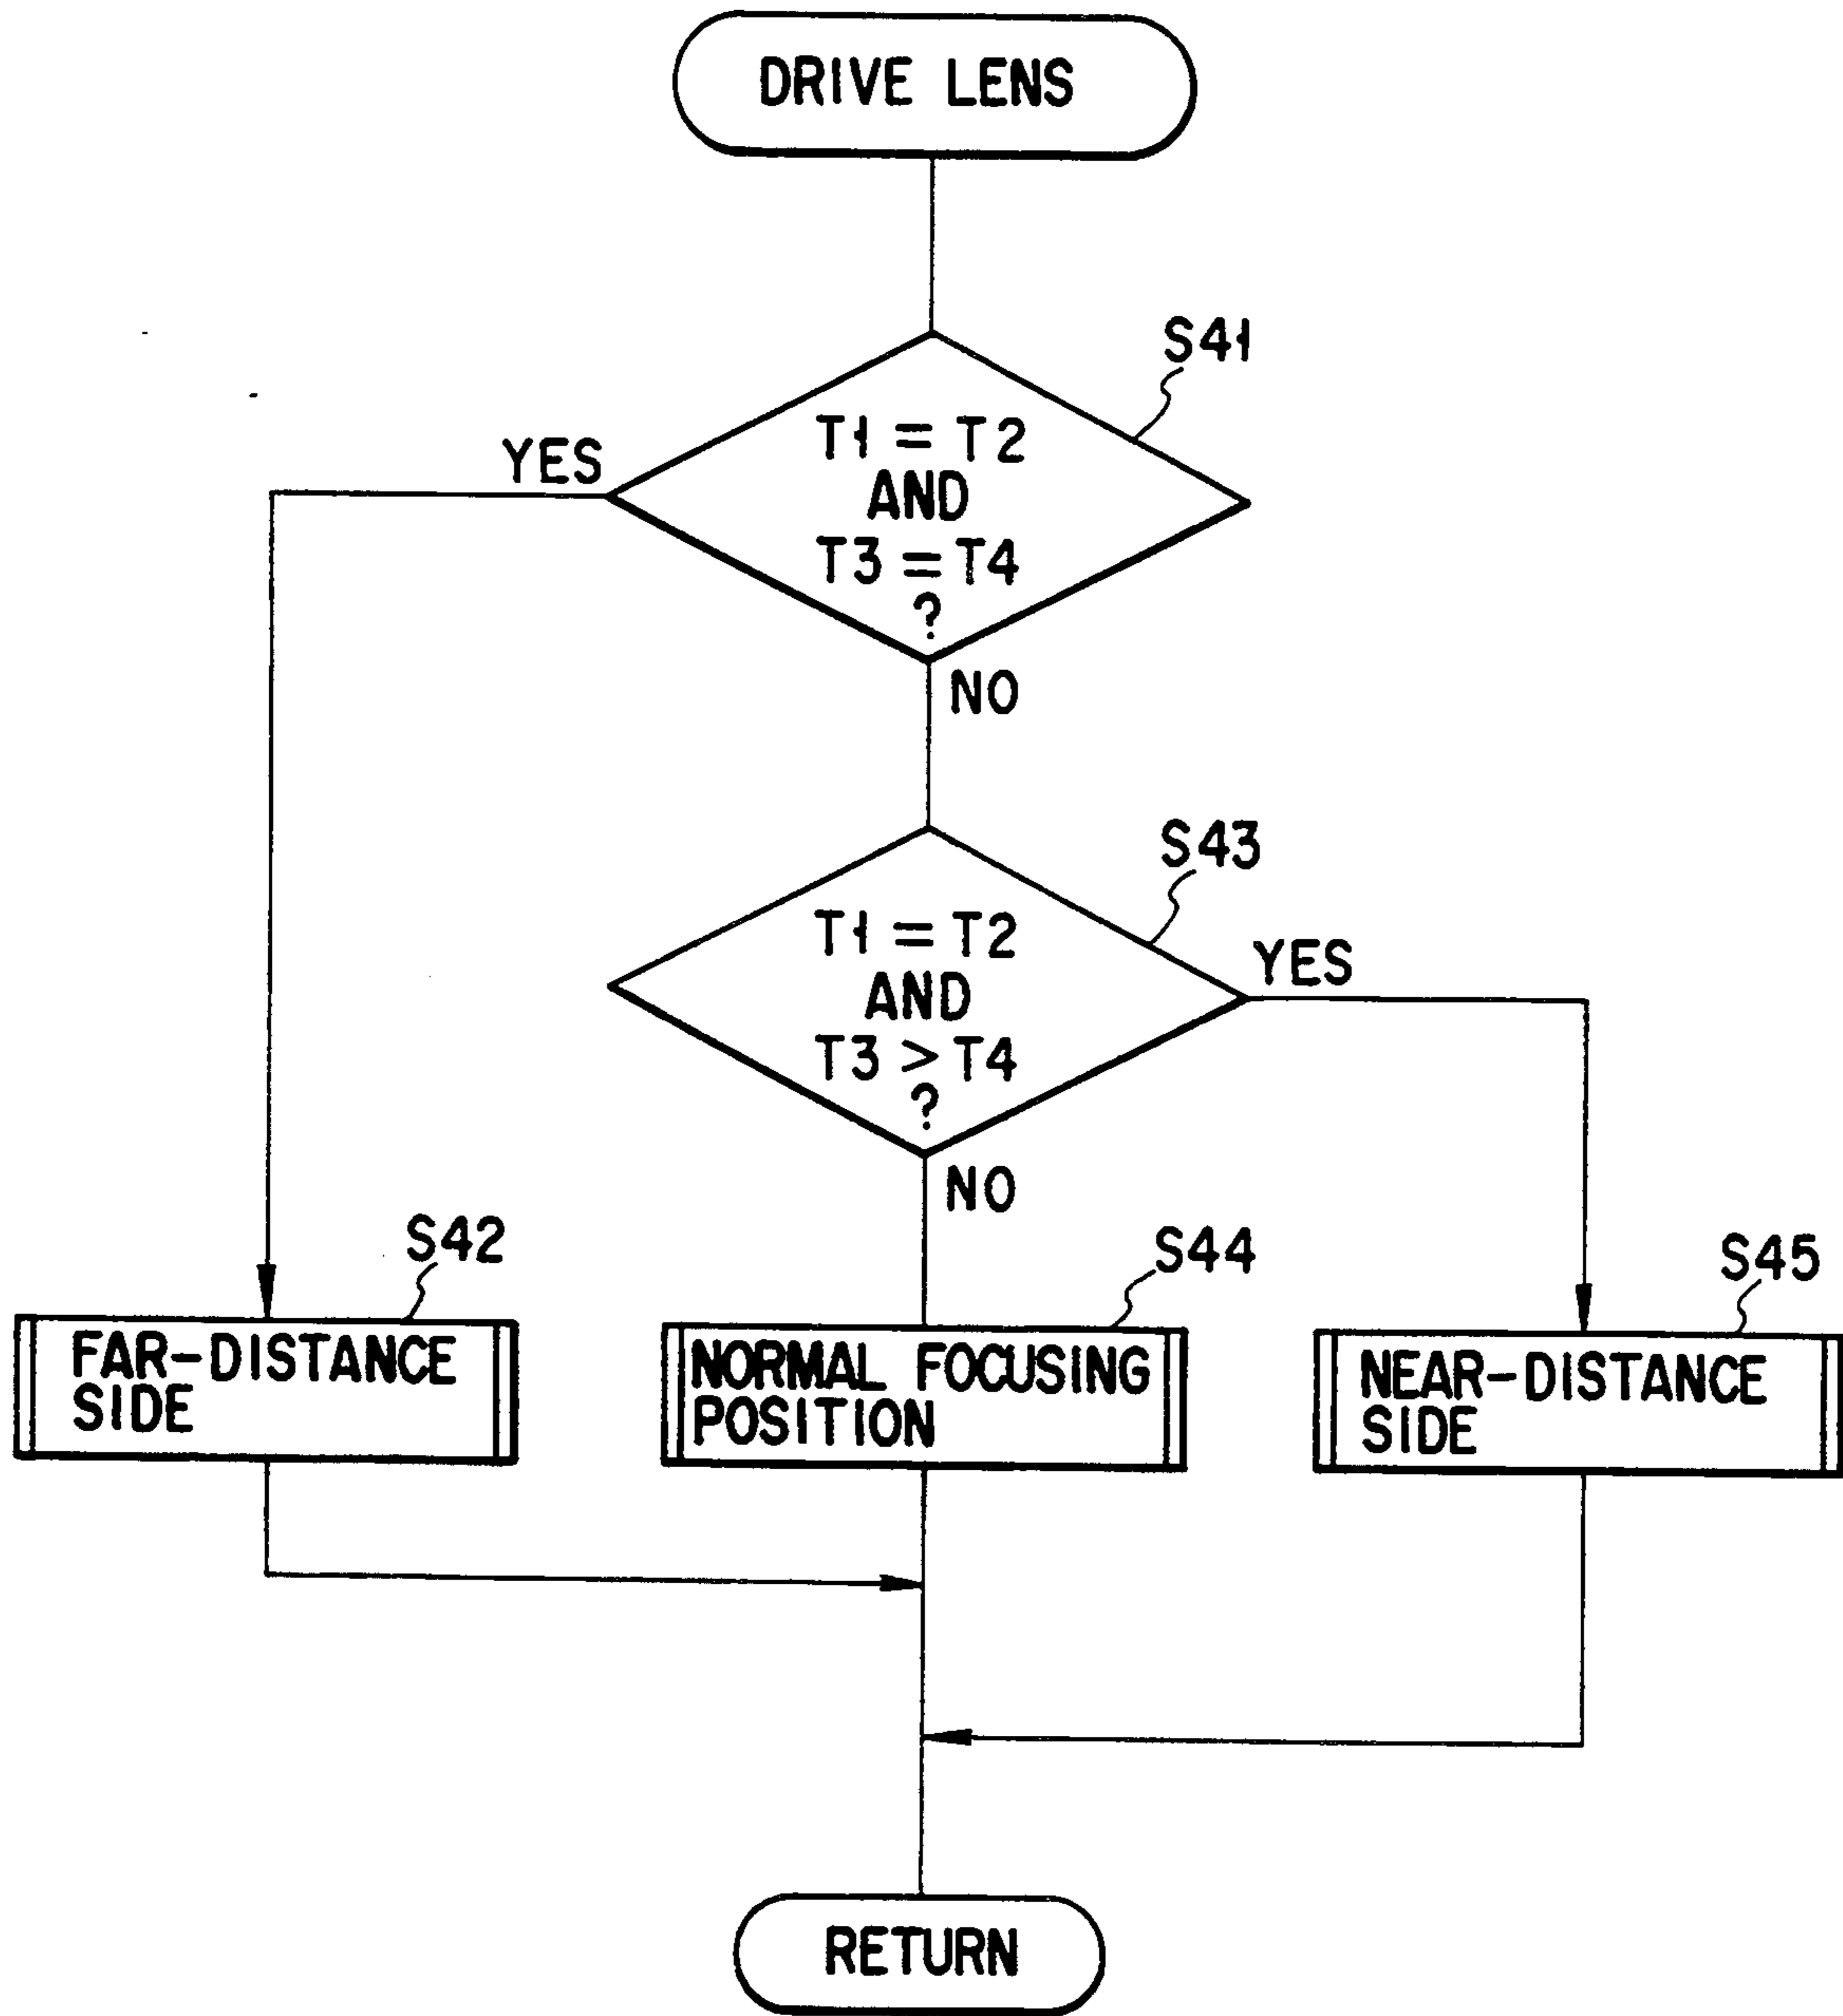 DRIVE LENS
S41
T1 = T2
AND
T3 = T4
?
YES
NO
S43
T1 = T2
AND
T3 > T4
?
YES
NO
S42
FAR-DISTANCE
SIDE
S44
NORMAL FOCUSING
POSITION
S45
NEAR-DISTANCE
SIDE
RETURN